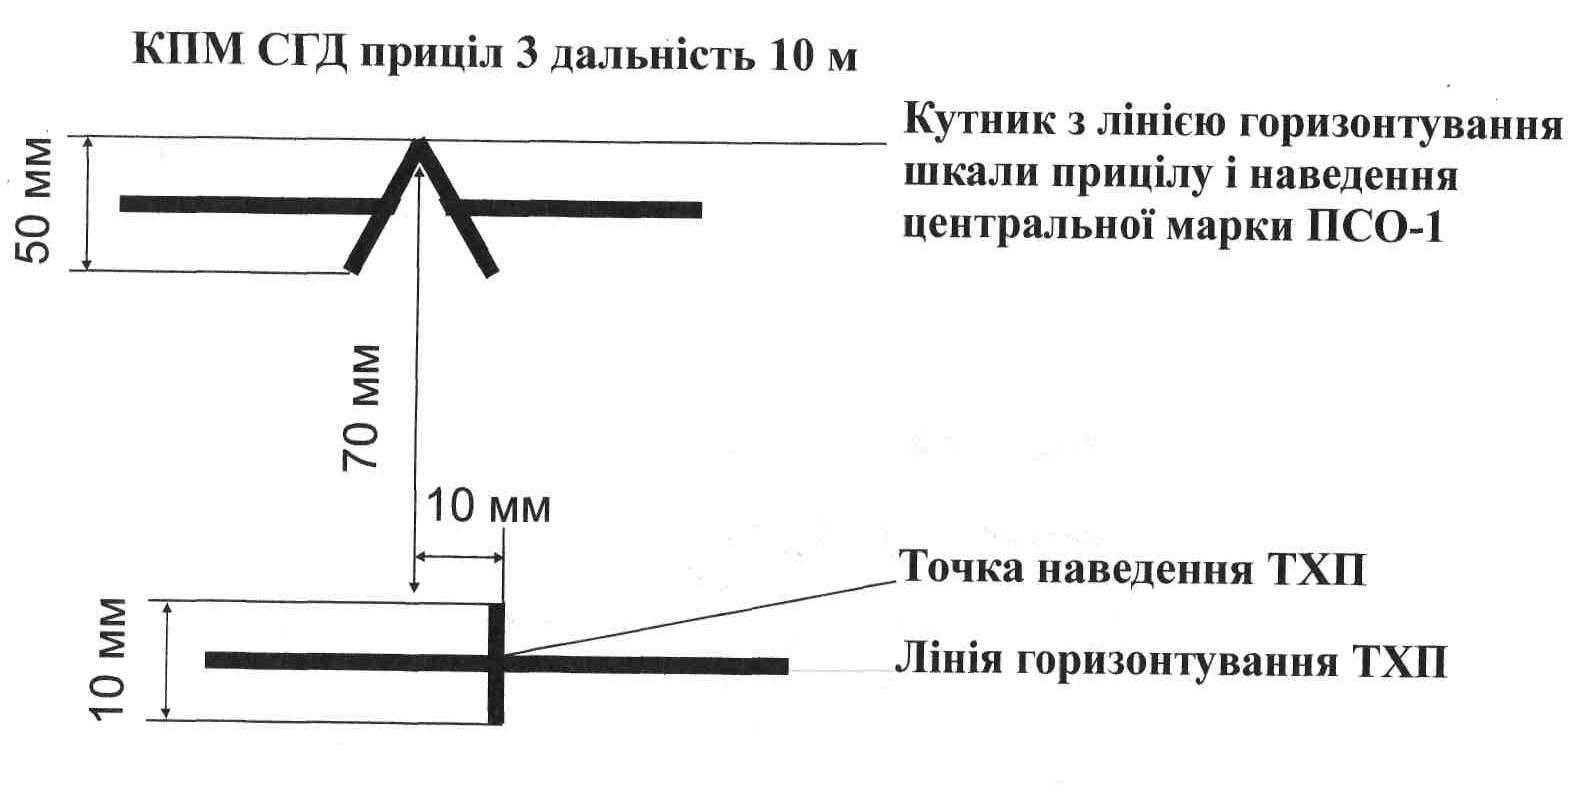 КПМ СГД приціл 3 дальність 10 м
Кутник з лінією горизонтування
шкали прицілу і наведення
центральної марки ПСО-1
50 мм
70 мм
10 мм
Точка наведення ТХП
10 мм
Лінія горизонтування ТХП